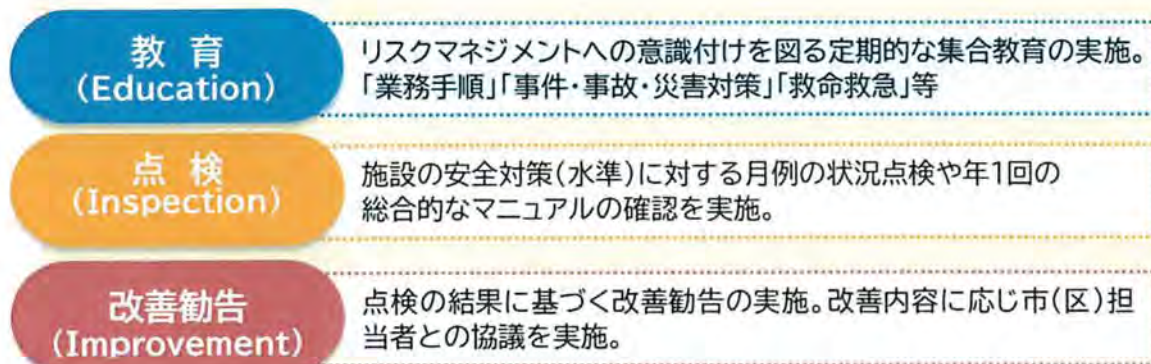 教 育
(Education)
リスクマネジメントへの意識付けを図る定期的な集合教育の実施。
「業務手順」「事件・事故・災害対策」「救命救急」等
点 検
(Inspection)
施設の安全対策(水準)に対する月例の状況点検や年1回の
総合的なマニュアルの確認を実施。
改善勧告
(Improvement)
点検の結果に基づく改善勧告の実施。改善内容に応じ市(区)担
当者との協議を実施。